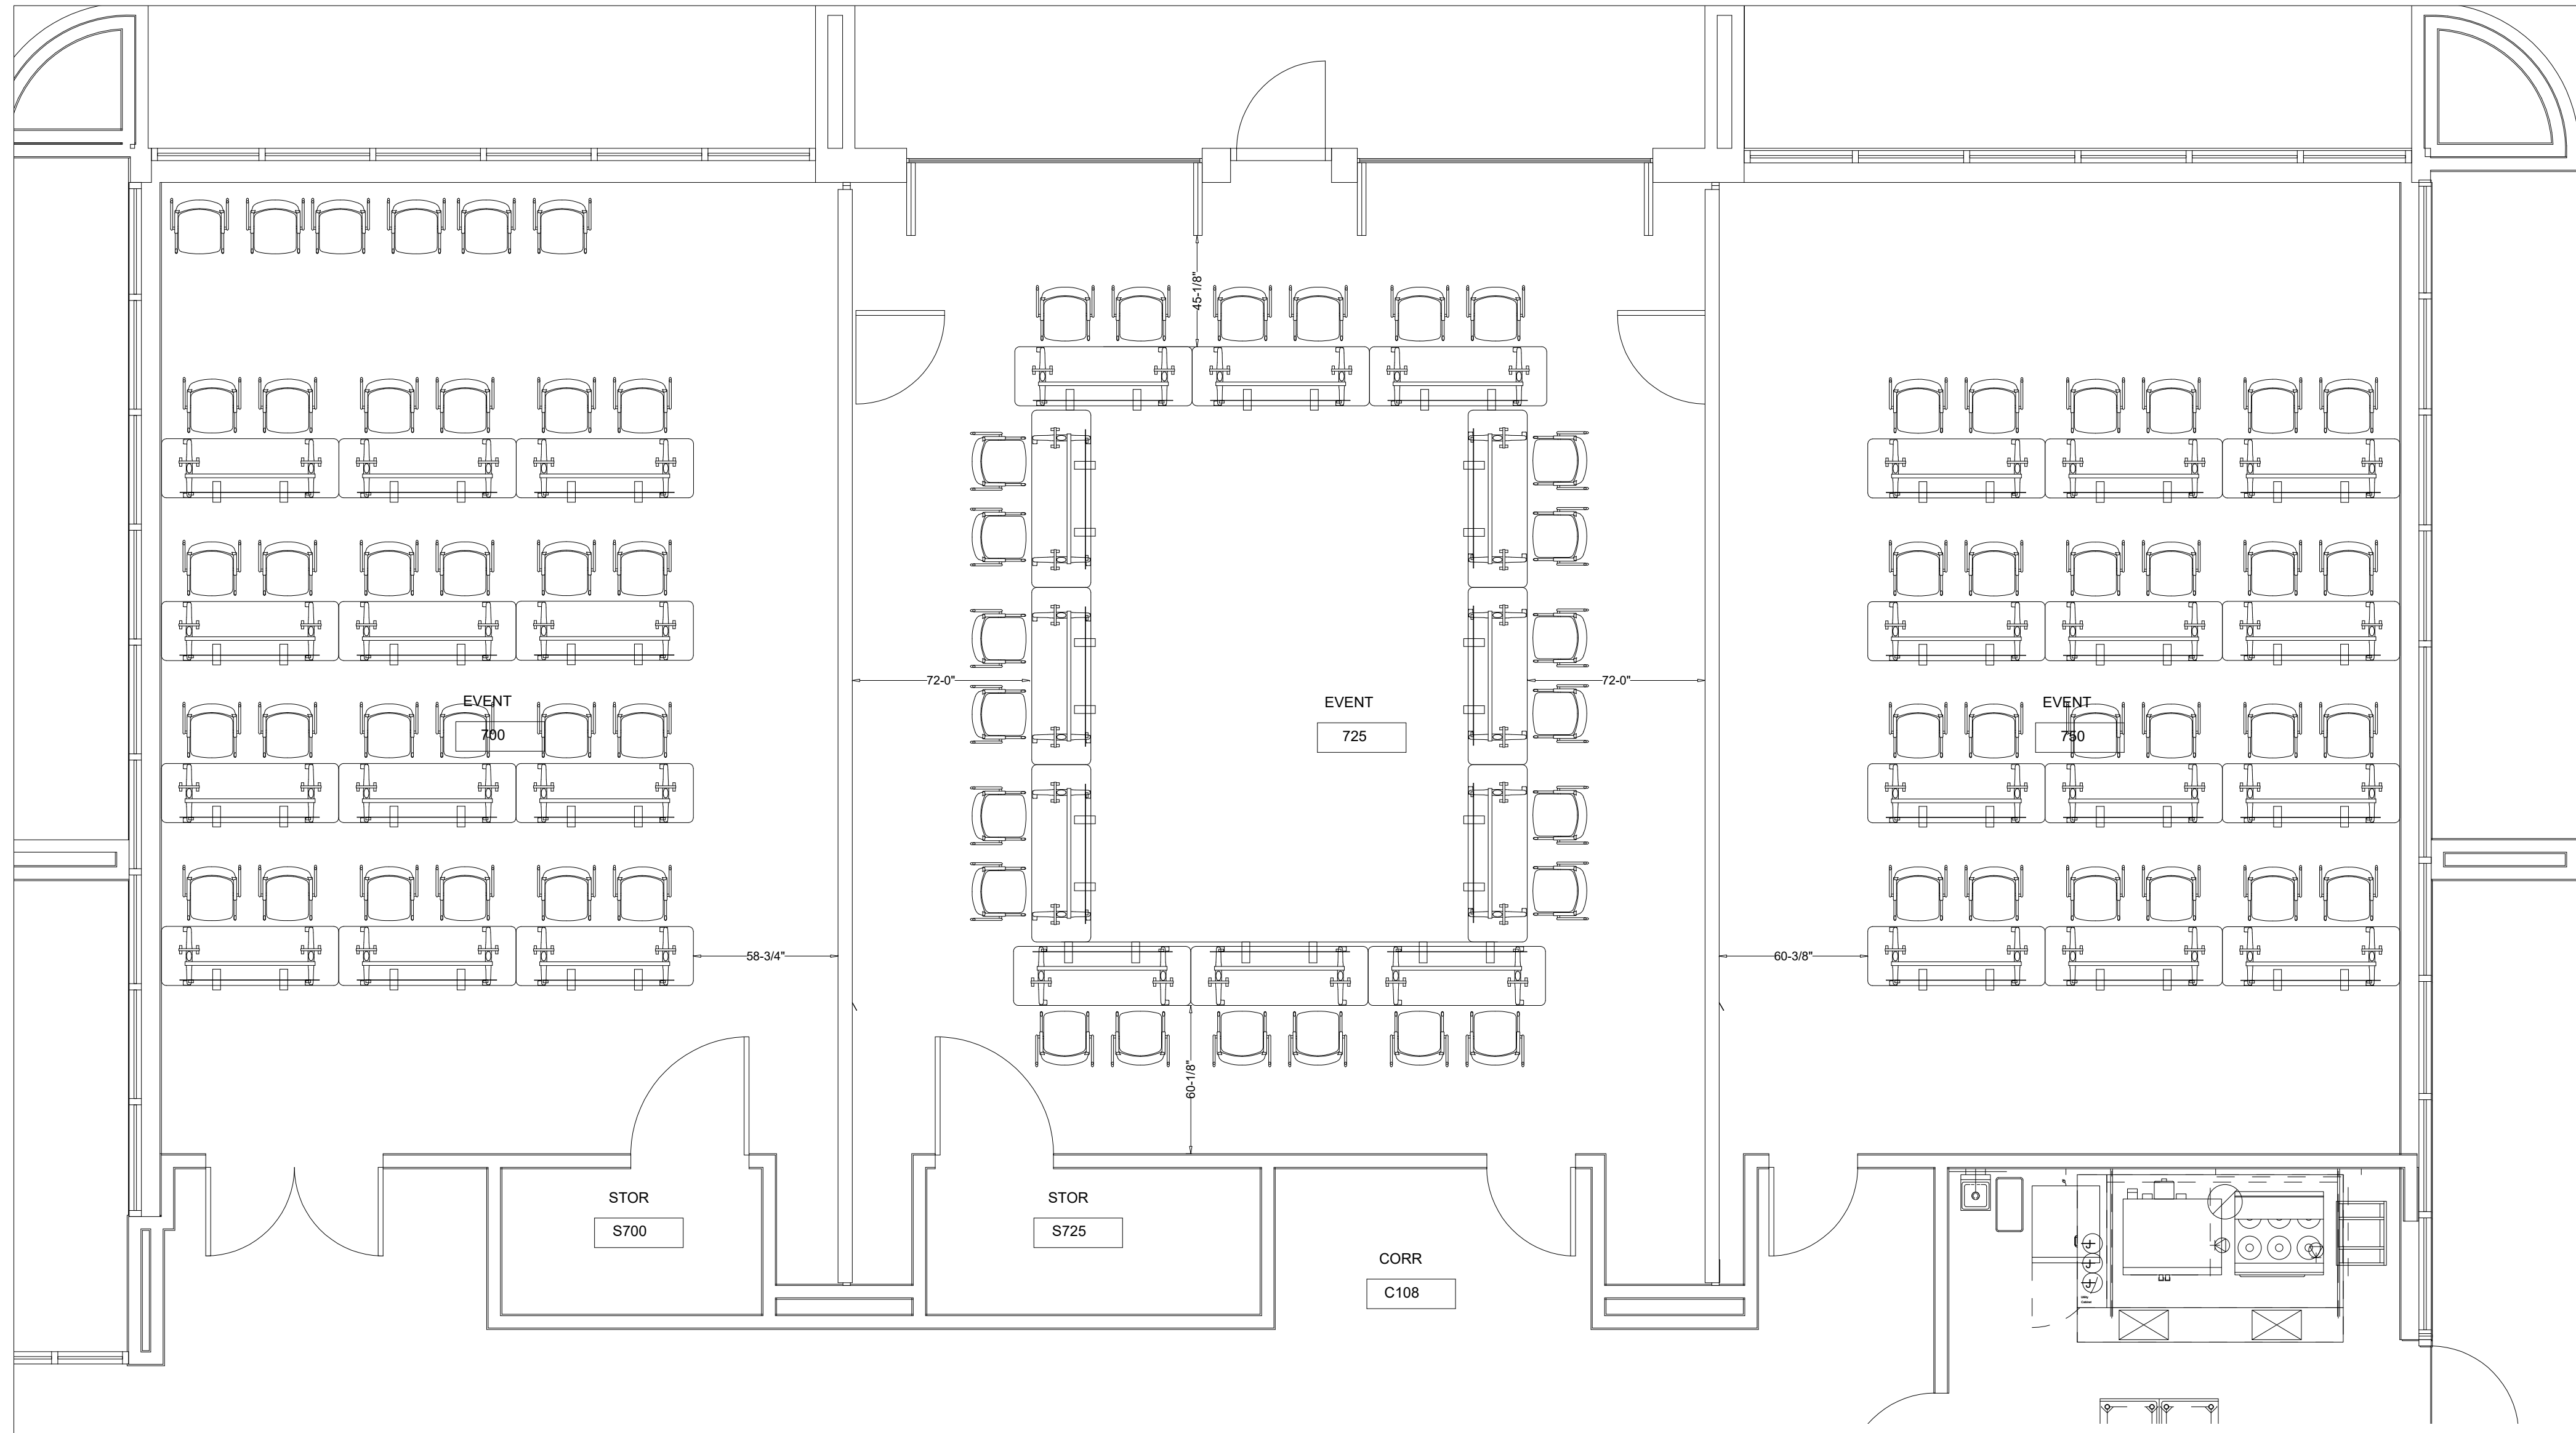 45-1/8"
72-0"
72-0"
EVENT
700
EVENT
725
EVENT
750
58-3/4"
60-3/8"
60-1/8"
STOR
S700
STOR
S725
CORR
C108